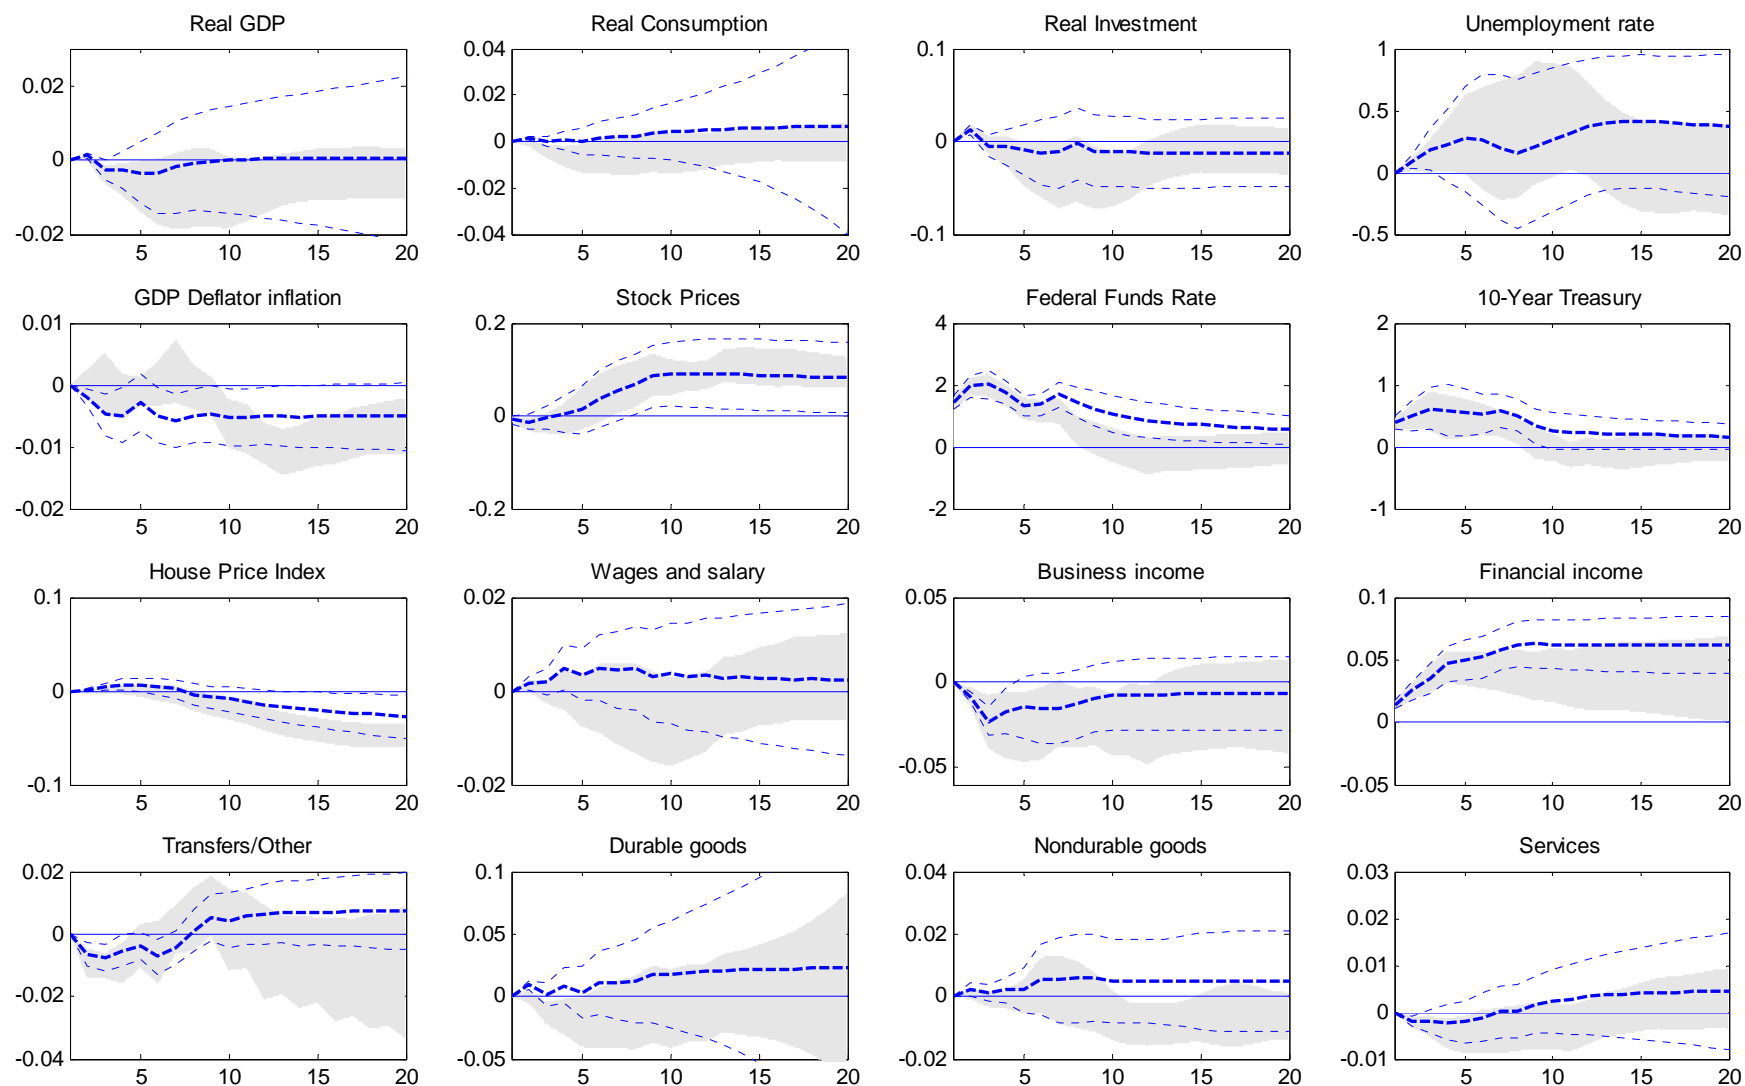 Real GDP Real Consumption Real Investment Unemployment rate
0.02 0 -0.02 5 10 15 20
0.04 0.02 0 -0.02 -0.04 5 10 15 20
0.1 0 -0.1 5 10 15 20
1 0.5 0 -0.5 5 10 15 20
GDP Deflator inflation Stock Prices Federal Funds Rate 10-Year Treasury
0.01 0 -0.01 -0.02 5 10 15 20
0.2 0 -0.2 5 10 15 20
4 2 0 -2 5 10 15 20
2 1 0 -1 5 10 15 20
House Price Index Wages and salary Business income Financial income
0.1 0 -0.1 5 10 15 20
0.02 0 -0.02 5 10 15 20
0.05 0 -0.05 5 10 15 20
0.1 0.05 0 -0.05 5 10 15 20
Transfers/Other Durable goods Nondurable goods Services
0.02 0 -0.02 -0.04 5 10 15 20
0.1 0.05 0 -0.05 5 10 15 20
0.04 0.02 0 -0.02 5 10 15 20
0.03 0.02 0.01 0 -0.01 5 10 15 20